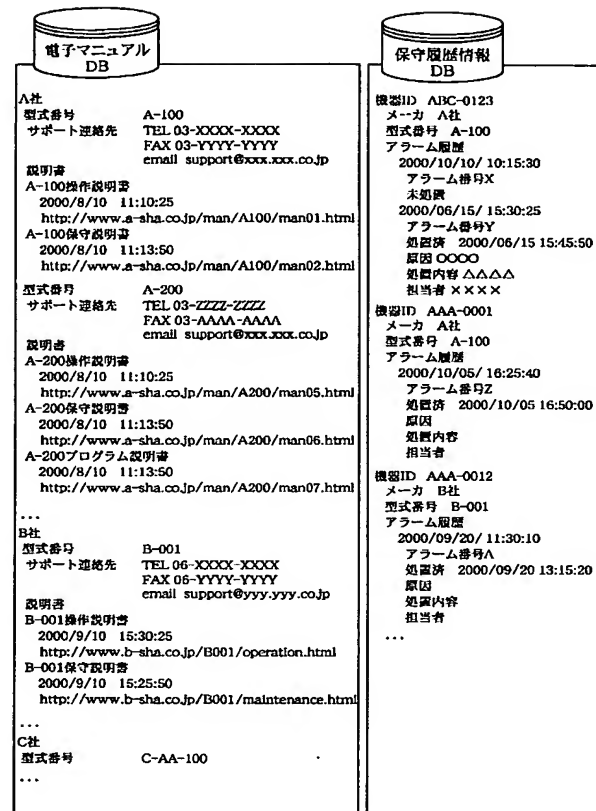 電子マニュアル
DB
A社
型式番号 A-100
サポート連絡先 TEL 03-XXXX-XXXX
FAX 03-YYYY-YYYY
email support@xxx.xxx.co.jp
説明書
A-100操作説明書
2000/8/10 11:10:25
http://www.a-sha.co.jp/man/A100/man01.html
A-100保守説明書
2000/8/10 11:13:50
http://www.a-sha.co.jp/man/A100/man02.html
型式番号 A-200
サポート連絡先 TEL 03-ZZZZ-ZZZZ
FAX 03-AAAA-AAAA
email support@xxx.xxx.co.jp
説明書
A-200操作説明書
2000/8/10 11:10:25
http://www.a-sha.co.jp/man/A200/man05.html
A-200保守説明書
2000/8/10 11:13:50
http://www.a-sha.co.jp/man/A200/man06.html
A-200プログラム説明書
2000/8/10 11:13:50
http://www.a-sha.co.jp/man/A200/man07.html
...
B社
型式番号 B-001
サポート連絡先 TEL 06-XXXX-XXXX
FAX 06-YYYY-YYYY
email support@yyy.yyy.co.jp
説明書
B-001操作説明書
2000/9/10 15:30:25
http://www.b-sha.co.jp/B001/operation.html
B-001保守説明書
2000/9/10 15:25:50
http://www.b-sha.co.jp/B001/maintenance.html
...
C社
型式番号 C-AA-100
...
保守履歴情報
DB
機器ID ABC-0123
メーカ A社
型式番号 A-100
アラーム履歴
2000/10/10/ 10:15:30
アラーム番号X
未処置
2000/06/15/ 15:30:25
アラーム番号Y
処置済 2000/06/15 15:45:50
原因 ○○○○
処置内容 △△△△
担当者 ××××
機器ID AAA-0001
メーカ A社
型式番号 A-100
アラーム履歴
2000/10/05/ 16:25:40
アラーム番号Z
処置済 2000/10/05 16:50:00
原因
処置内容
担当者
機器ID AAA-0012
メーカ B社
型式番号 B-001
アラーム履歴
2000/09/20/ 11:30:10
アラーム番号A
処置済 2000/09/20 13:15:20
原因
処置内容
担当者
...